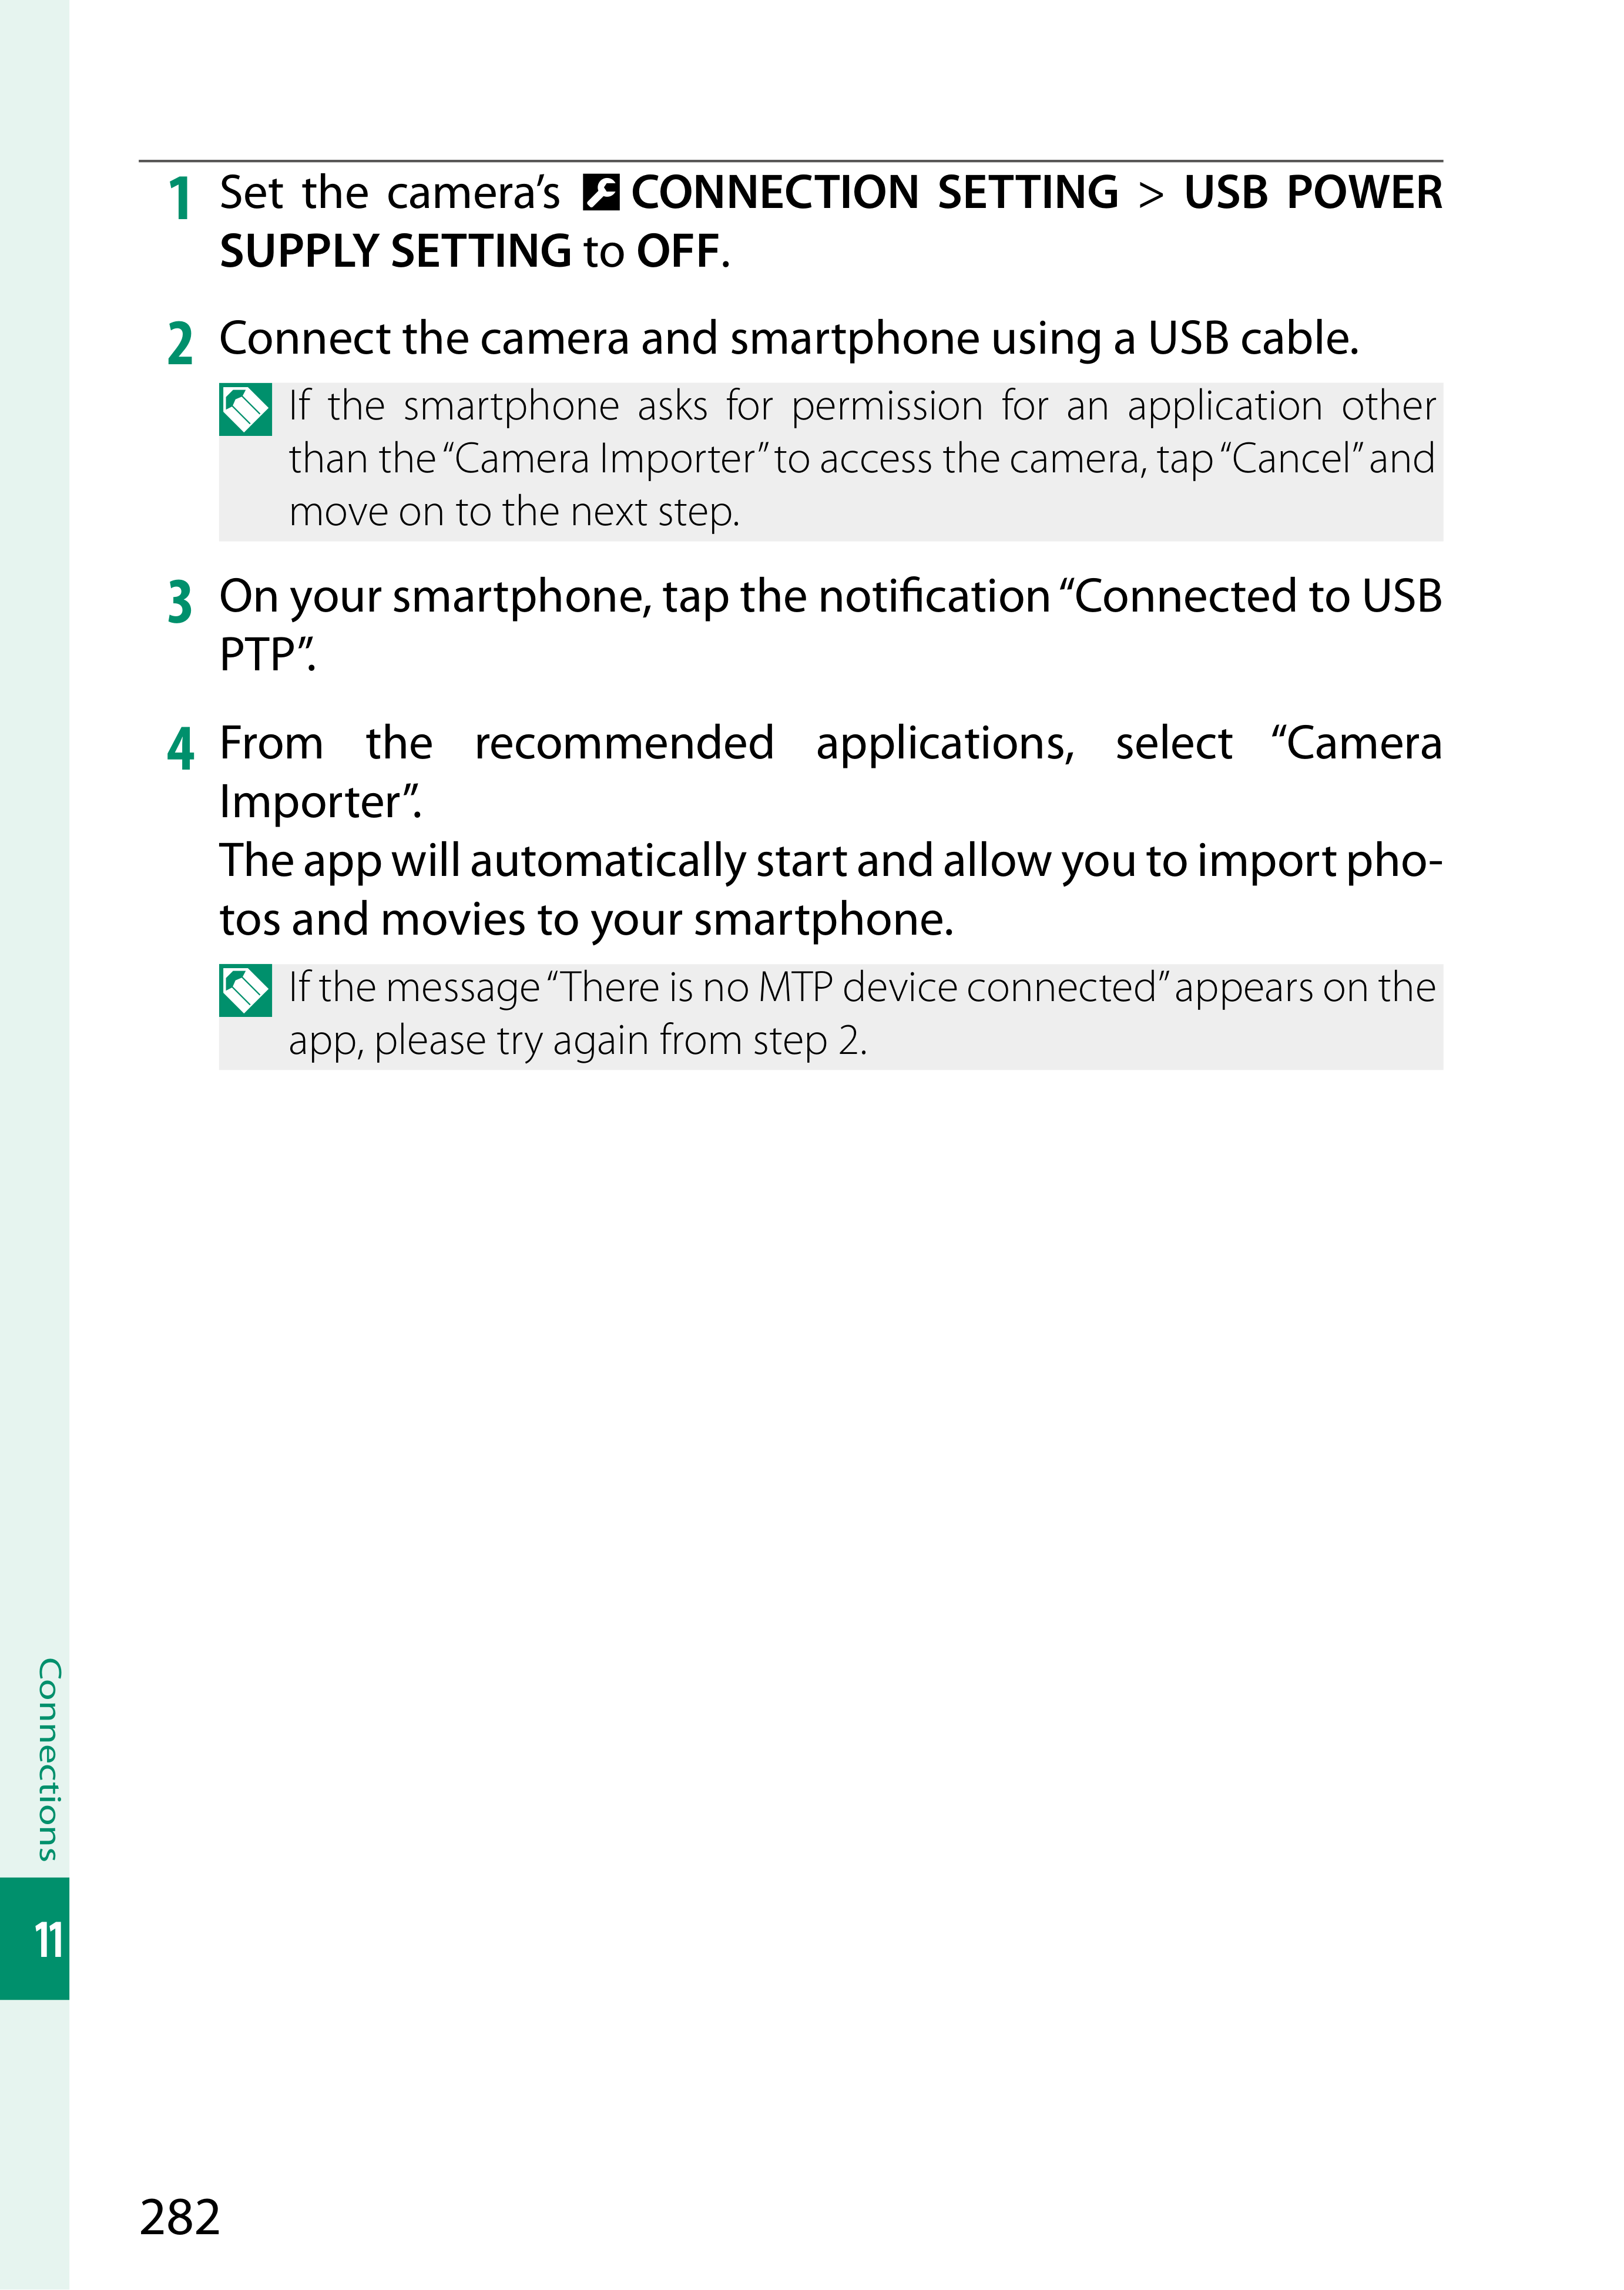 1 Set the camera’s CONNECTION SETTING > USB POWER
SUPPLY SETTING to OFF.
2 Connect the camera and smartphone using a USB cable.
If the smartphone asks for permission for an application other
than the “Camera Importer” to access the camera, tap “Cancel” and
move on to the next step.
3 On your smartphone, tap the notification “Connected to USB
PTP”.
4 From the recommended applications, select “Camera
Importer”.
The app will automatically start and allow you to import pho-
tos and movies to your smartphone.
If the message “There is no MTP device connected” appears on the
app, please try again from step 2.
Connections
11
282